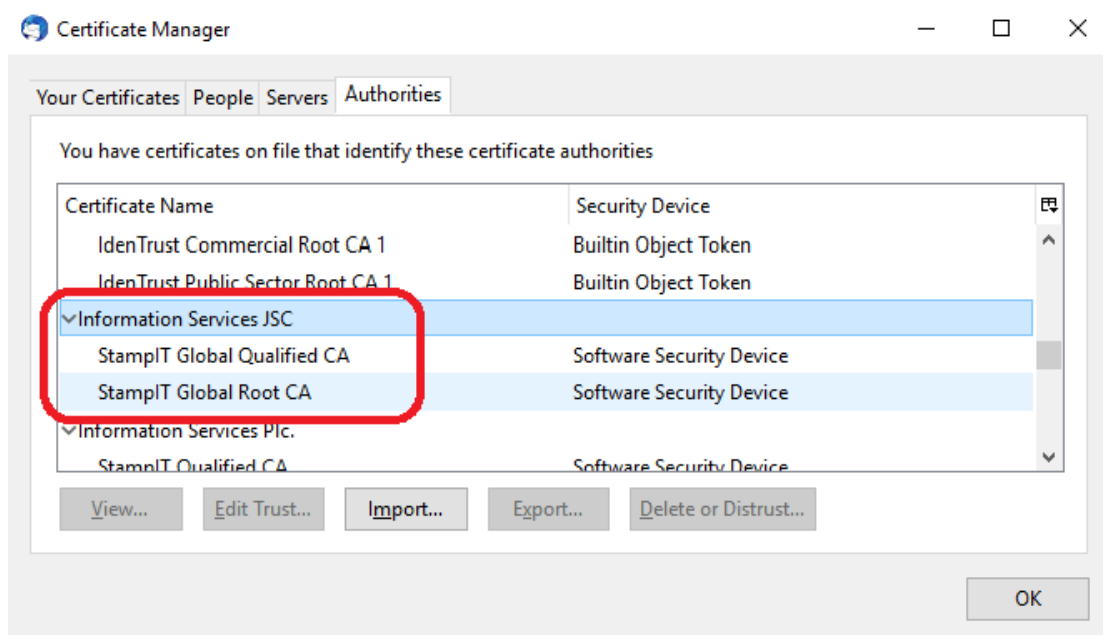 Certificate Manager
Your Certificates People Servers Authorities
You have certificates on file that identify these certificate authorities
Certificate Name Security Device
IdenTrust Commercial Root CA 1 Builtin Object Token
IdenTrust Public Sector Root CA 1 Builtin Object Token
Information Services JSC
StampIT Global Qualified CA Software Security Device
StampIT Global Root CA Software Security Device
Information Services Plc.
StampIT Qualified CA Software Security Device
View... Edit Trust... Import... Export... Delete or Distrust...
OK